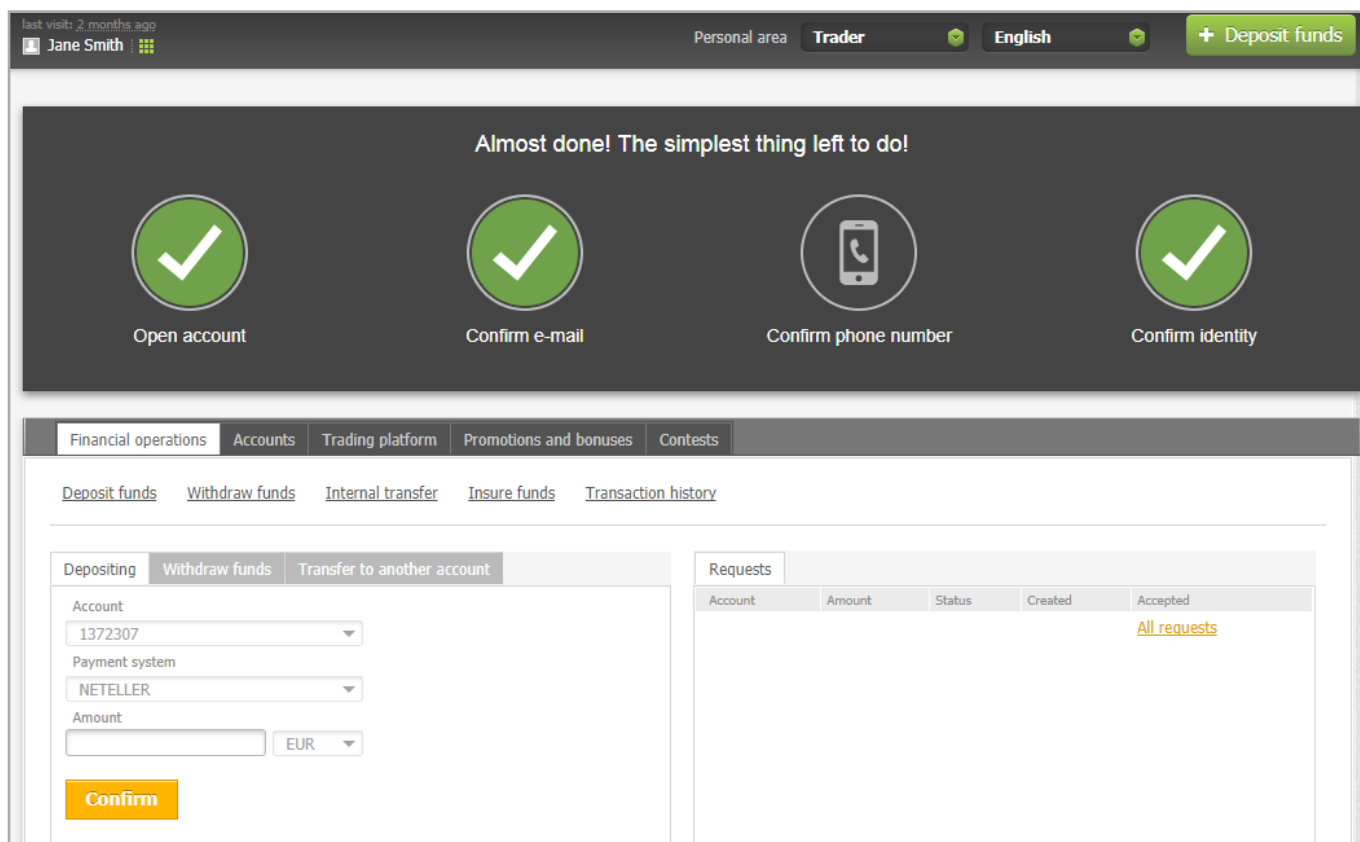 last visit: 2 months ago
Jane Smith
Personal area Trader English + Deposit funds
Almost done! The simplest thing left to do!
Open account Confirm e-mail Confirm phone number Confirm identity
Financial operations Accounts Trading platform Promotions and bonuses Contests
Deposit funds Withdraw funds Internal transfer Insure funds Transaction history
Depositing Withdraw funds Transfer to another account
Account
1372307
Payment system
NETELLER
Amount
EUR
Confirm
Requests
Account Amount Status Created Accepted
All requests